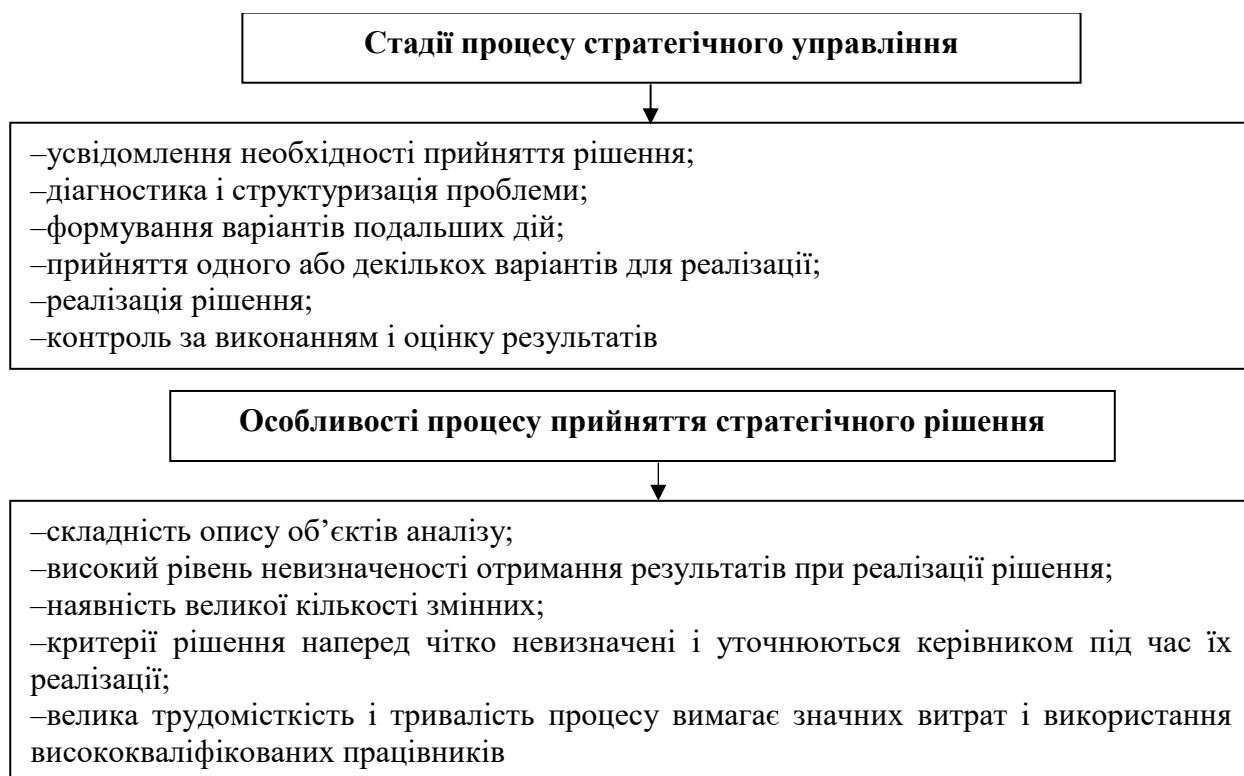 Стадії процесу стратегічного управління
–усвідомлення необхідності прийняття рішення;
–діагностика і структуризація проблеми;
–формування варіантів подальших дій;
–прийняття одного або декількох варіантів для реалізації;
–реалізація рішення;
–контроль за виконанням і оцінку результатів
Особливості процесу прийняття стратегічного рішення
–складність опису об’єктів аналізу;
–високий рівень невизначеності отримання результатів при реалізації рішення;
–наявність великої кількості змінних;
–критерії рішення наперед чітко невизначені і уточнюються керівником під час їх
реалізації;
–велика трудомісткість і тривалість процесу вимагає значних витрат і використання
висококваліфікованих працівників